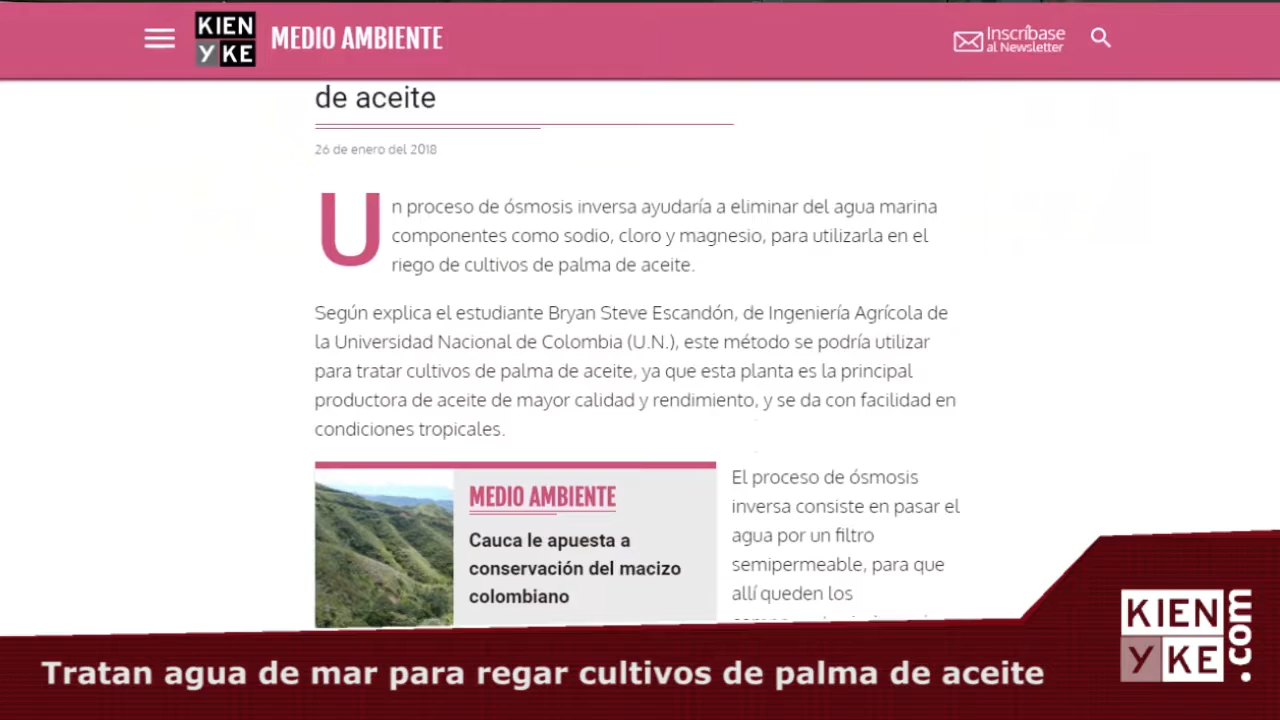 KIEN
Y KE
MEDIO AMBIENTE
Inscríbase
al Newsletter
de aceite
26 de enero del 2018
Un proceso de ósmosis inversa ayudaría a eliminar del agua marina
componentes como sodio, cloro y magnesio, para utilizarla en el
riego de cultivos de palma de aceite.
Según explica el estudiante Bryan Steve Escandón, de Ingeniería Agrícola de
la Universidad Nacional de Colombia (U.N.), este método se podría utilizar
para tratar cultivos de palma de aceite, ya que esta planta es la principal
productora de aceite de mayor calidad y rendimiento, y se da con facilidad en
condiciones tropicales.
MEDIO AMBIENTE
Cauca le apuesta a
conservación del macizo
colombiano
El proceso de ósmosis
inversa consiste en pasar el
agua por un filtro
semipermeable, para que
allí queden los
Tratan agua de mar para regar cultivos de palma de aceite
KIEN
Y KE
.com